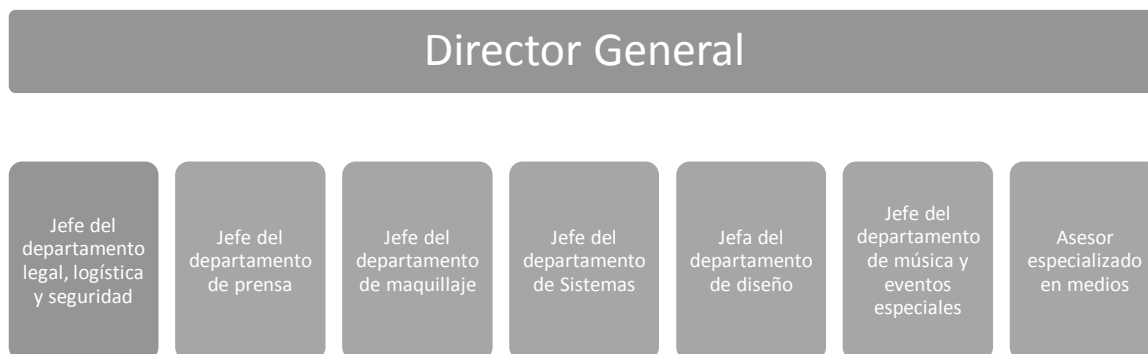 Director General
Jefe del
departamento
legal, logística
y seguridad
Jefe del
departamento
de prensa
Jefe del
departamento
de maquillaje
Jefe del
departamento
de Sistemas
Jefa del
departamento
de diseño
Jefe del
departamento
de música y
eventos
especiales
Asesor
especializado
en medios